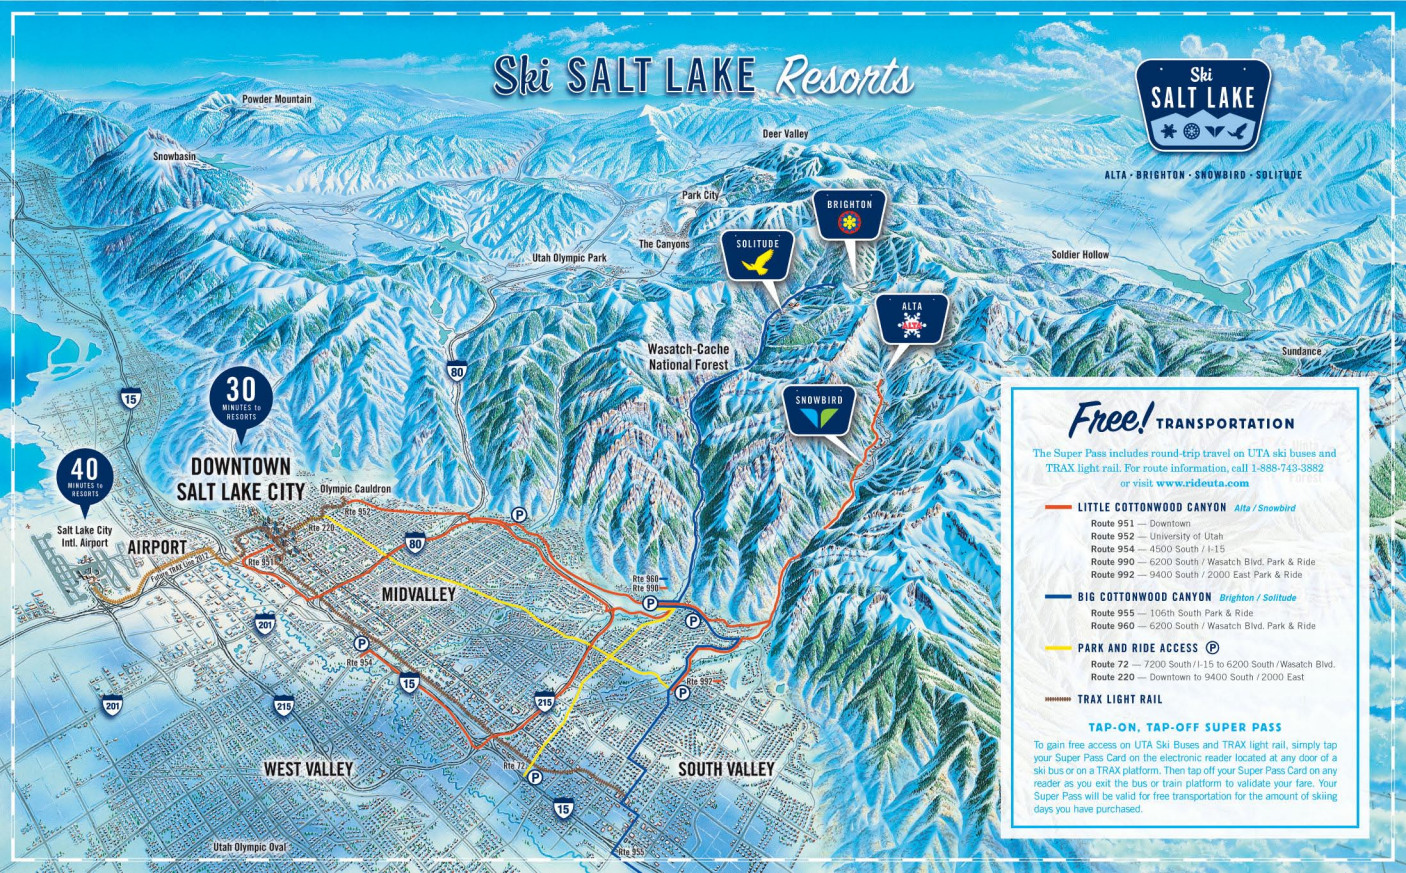 Ski SALT LAKE Resorts
Ski
SALT LAKE
ALTA • BRIGHTON • SNOWBIRD • SOLITUDE
Powder Mountain
Snowbasin
Deer Valley
Park City
The Canyons
Utah Olympic Park
BRIGHTON
SOLITUDE
Soldier Hollow
ALTA
ALTA
Sundance
Wasatch-Cache
National Forest
SNOWBIRD
80
15
30
MINUTES to
RESORTS
40
MINUTES to
RESORTS
DOWNTOWN
SALT LAKE CITY
Olympic Cauldron
Rte 952
Rte 220
Salt Lake City
Intl. Airport
AIRPORT
Future TRAX Line
Rte 951
P
80
MIDVALLEY
Rte 960
Rte 990
P
P
201
P
Rte 954
15
Rte 992
P
215
201
215
WEST VALLEY
Rte 72
P
SOUTH VALLEY
15
Utah Olympic Oval
Rte 955
Free! TRANSPORTATION
The Super Pass includes round-trip travel on UTA ski buses and
TRAX light rail. For route information, call 1-888-743-3882
or visit www.rideuta.com
LITTLE COTTONWOOD CANYON Alta / Snowbird
Route 951 — Downtown
Route 952 — University of Utah
Route 954 — 4500 South / I-15
Route 990 — 6200 South / Wasatch Blvd. Park & Ride
Route 992 — 9400 South / 2000 East Park & Ride
BIG COTTONWOOD CANYON Brighton / Solitude
Route 955 — 106th South Park & Ride
Route 960 — 6200 South / Wasatch Blvd. Park & Ride
PARK AND RIDE ACCESS P
Route 72 — 7200 South / I-15 to 6200 South / Wasatch Blvd.
Route 220 — Downtown to 9400 South / 2000 East
TRAX LIGHT RAIL
TAP-ON, TAP-OFF SUPER PASS
To gain free access on UTA Ski Buses and TRAX light rail, simply tap
your Super Pass Card on the electronic reader located at any door of a
ski bus or on a TRAX platform. Then tap off your Super Pass Card on any
reader as you exit the bus or train platform to validate your fare. Your
Super Pass will be valid for free transportation for the amount of skiing
days you have purchased.